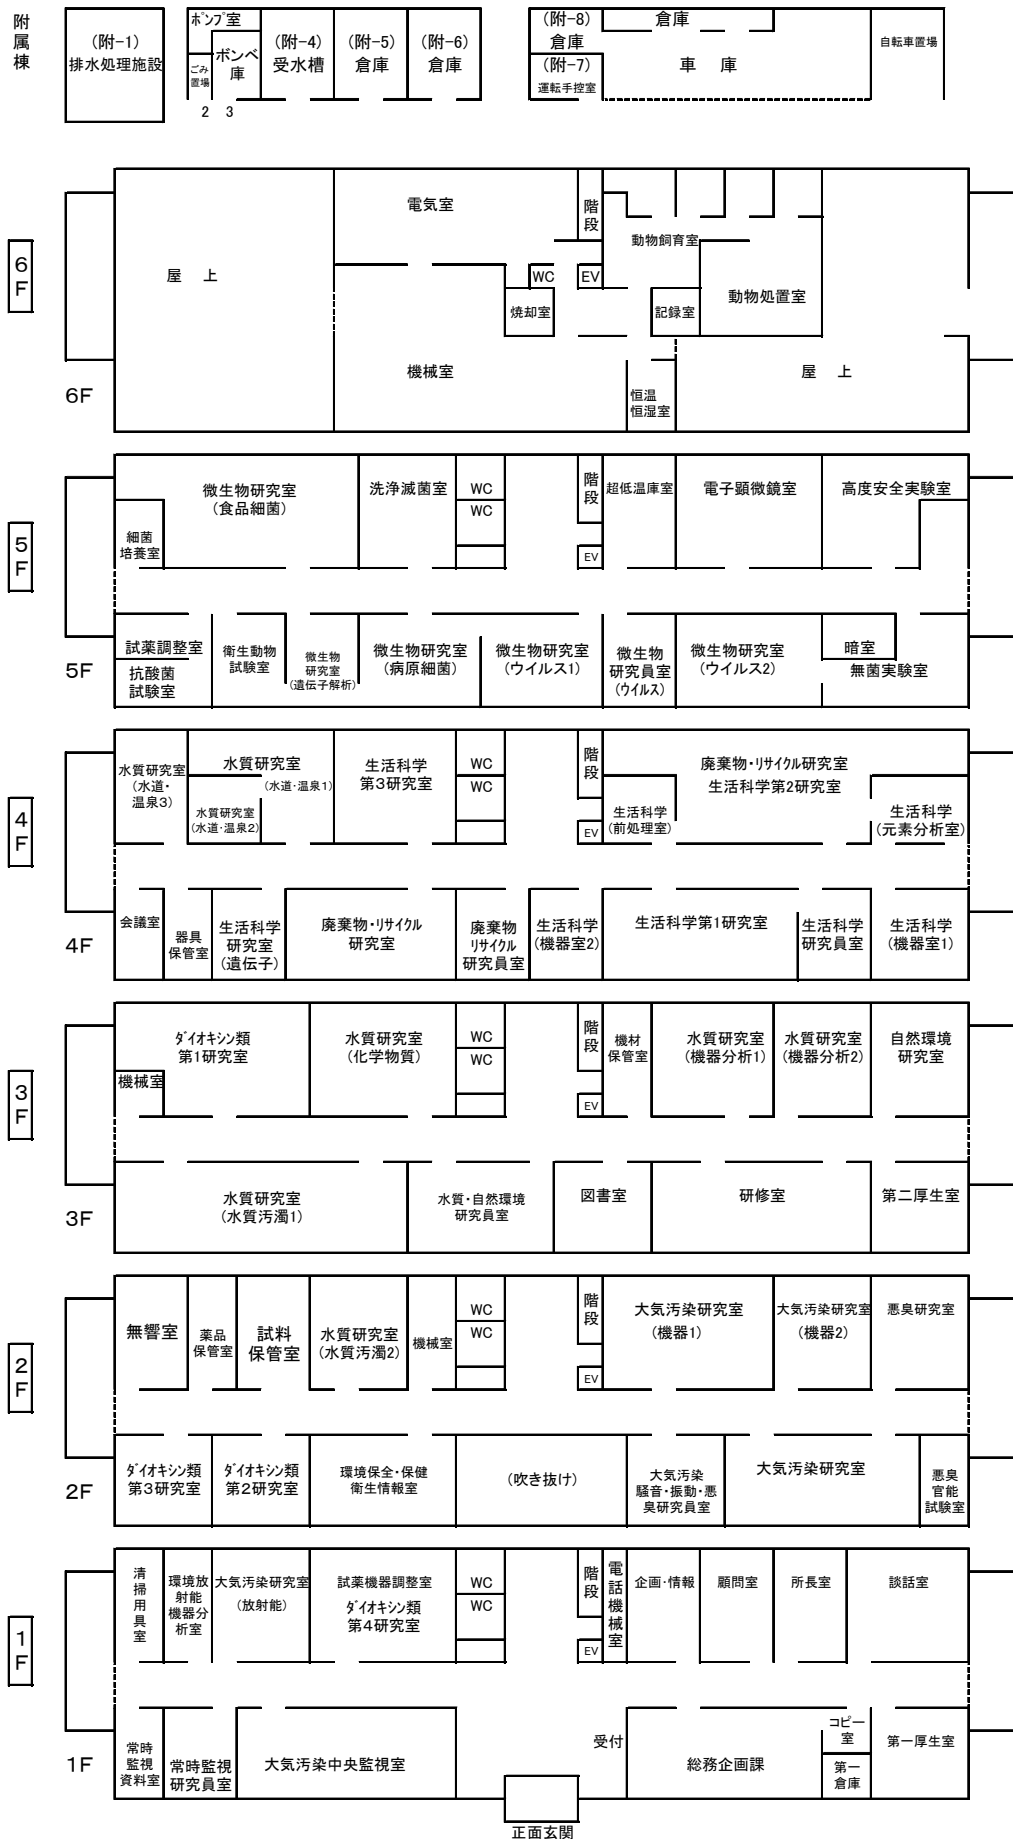 附属棟
(附-1)
排水処理施設
ポンプ室
ごみ
置場
ボンベ
庫
2 3
(附-4)
受水槽
(附-5)
倉庫
(附-6)
倉庫
(附-8)
倉庫
(附-7)
運転手控室
倉庫
車 庫
自転車置場
6F
6F
屋 上
電気室
階段
WC
EV
焼却室
機械室
動物飼育室
記録室
動物処置室
恒温
恒湿室
屋 上
5F
5F
微生物研究室
(食品細菌)
細菌
培養室
洗浄滅菌室
WC
WC
階段
EV
超低温庫室
電子顕微鏡室
高度安全実験室
試薬調整室
抗酸菌
試験室
衛生動物
試験室
微生物
研究室
(遺伝子解析)
微生物研究室
(病原細菌)
微生物研究室
(ウイルス1)
微生物
研究員室
(ウイルス)
微生物研究室
(ウイルス2)
暗室
無菌実験室
4F
4F
水質研究室
(水道・
温泉3)
水質研究室
(水道・温泉1)
水質研究室
(水道・温泉2)
生活科学
第3研究室
WC
WC
階段
EV
廃棄物・リサイクル研究室
生活科学第2研究室
生活科学
(前処理室)
生活科学
(元素分析室)
会議室
器具
保管室
生活科学
研究室
(遺伝子)
廃棄物・リサイクル
研究室
廃棄物
リサイクル
研究員室
生活科学
(機器室2)
生活科学第1研究室
生活科学
研究員室
生活科学
(機器室1)
3F
3F
ダイオキシン類
第1研究室
機械室
水質研究室
(化学物質)
WC
WC
階段
EV
機材
保管室
水質研究室
(機器分析1)
水質研究室
(機器分析2)
自然環境
研究室
水質研究室
(水質汚濁1)
水質・自然環境
研究員室
図書室
研修室
第二厚生室
2F
2F
無響室
薬品
保管室
試料
保管室
水質研究室
(水質汚濁2)
機械室
WC
WC
階段
EV
大気汚染研究室
(機器1)
大気汚染研究室
(機器2)
悪臭研究室
ダイオキシン類
第3研究室
ダイオキシン類
第2研究室
環境保全・保健
衛生情報室
(吹き抜け)
大気汚染
騒音・振動・悪
臭研究員室
大気汚染研究室
悪臭
官能
試験室
1F
1F
清掃用具室
環境放
射能
機器分
析室
大気汚染研究室
(放射能)
試薬機器調整室
ダイオキシン類
第4研究室
WC
WC
階段
EV
電話機械室
企画・情報
顧問室
所長室
談話室
常時
監視
資料室
常時監視
研究員室
大気汚染中央監視室
受付
総務企画課
コピー
室
第一
倉庫
第一厚生室
正面玄関